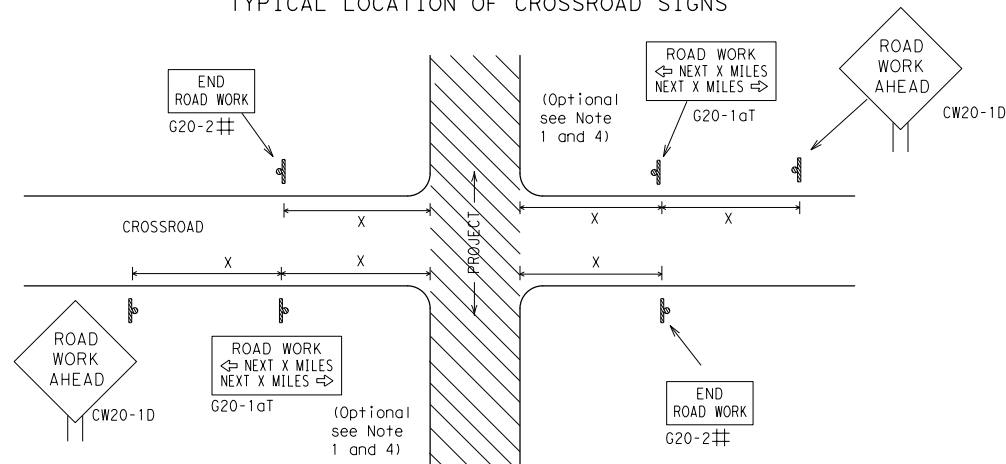 TYPICAL LOCATION OF CROSSROAD SIGNS
END
ROAD WORK
G20-2#
(Optional
see Note
1 and 4)
ROAD WORK
⇦ NEXT X MILES
NEXT X MILES ⇨
G20-1aT
ROAD
WORK
AHEAD
CW20-1D
X
X
X
CROSSROAD
PROJECT
X
X
X
ROAD
WORK
AHEAD
CW20-1D
ROAD WORK
⇦ NEXT X MILES
NEXT X MILES ⇨
G20-1aT
(Optional
see Note
1 and 4)
END
ROAD WORK
G20-2#